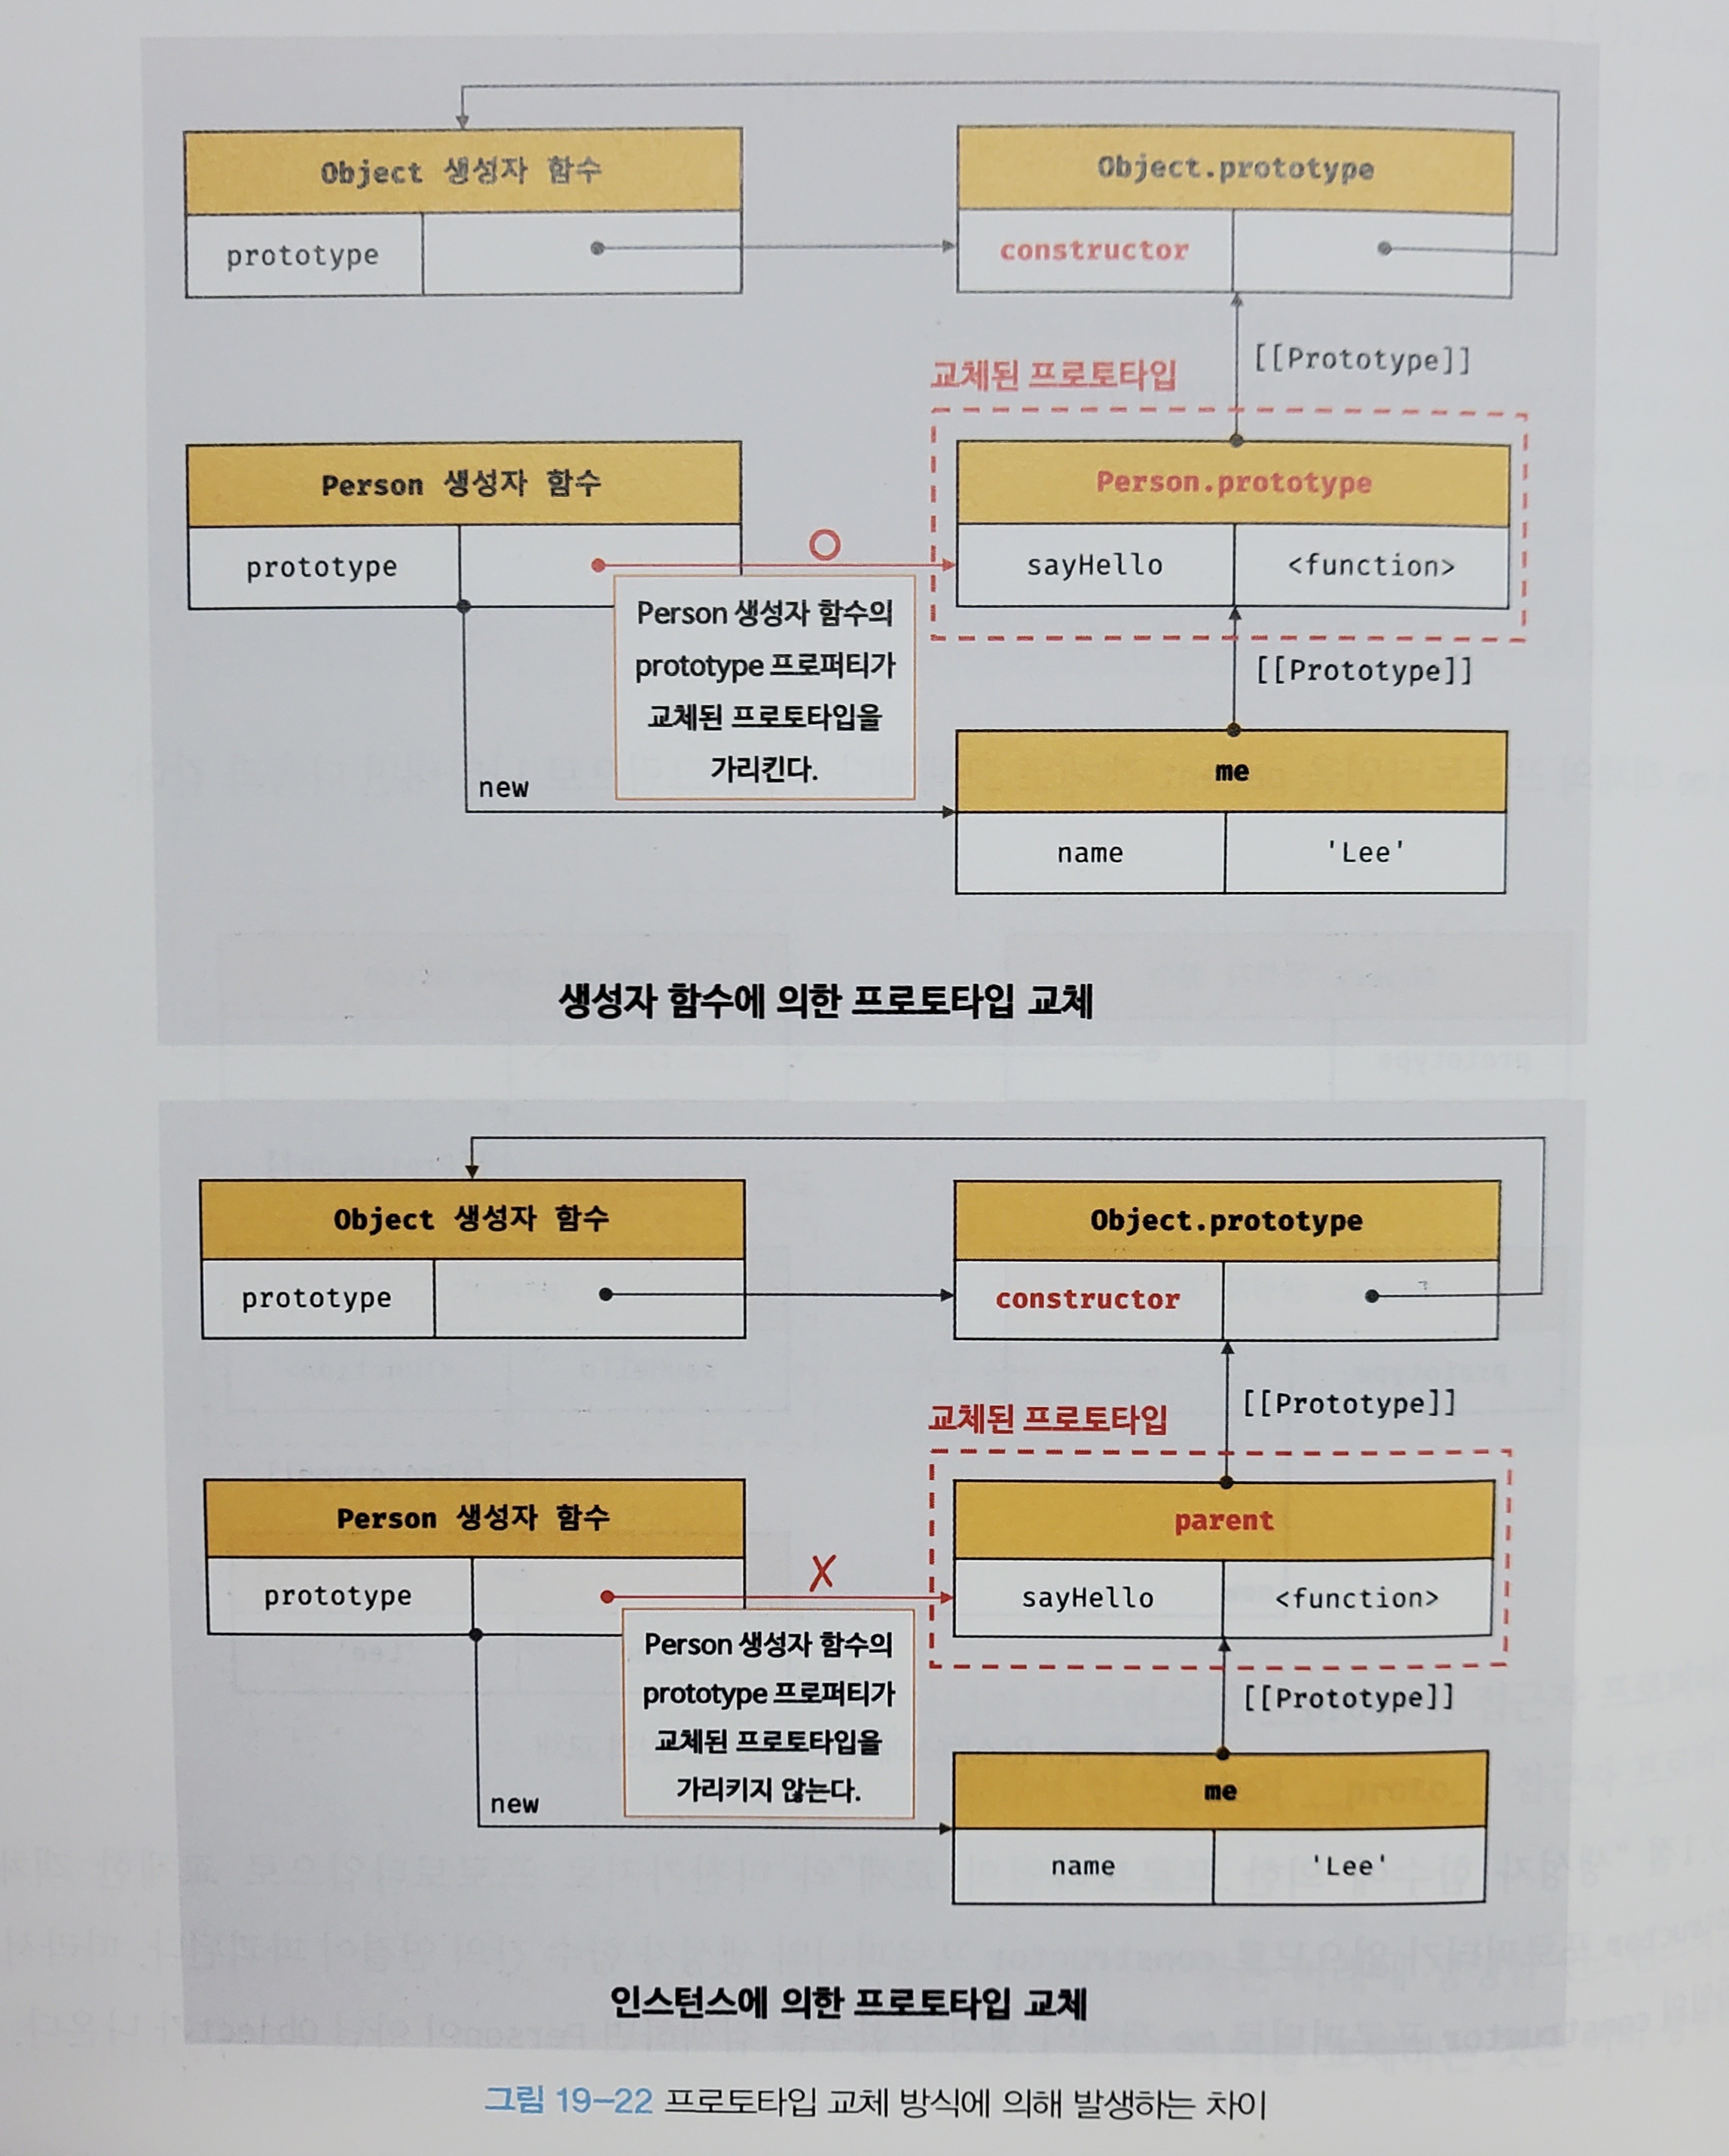 Object 생성자 함수
Object.prototype
prototype
constructor
[[Prototype]]
교체된 프로토타입
Person 생성자 함수
Person.prototype
prototype
sayHello
<function>
Person 생성자 함수의
prototype 프로퍼티가
교체된 프로토타입을
가리킨다.
[[Prototype]]
new
me
name
'Lee'
생성자 함수에 의한 프로토타입 교체
Object 생성자 함수
Object.prototype
prototype
constructor
[[Prototype]]
교체된 프로토타입
Person 생성자 함수
parent
X
prototype
sayHello
<function>
Person 생성자 함수의
prototype 프로퍼티가
교체된 프로토타입을
가리키지 않는다.
[[Prototype]]
new
me
name
'Lee'
인스턴스에 의한 프로토타입 교체
그림 19-22 프로토타입 교체 방식에 의해 발생하는 차이